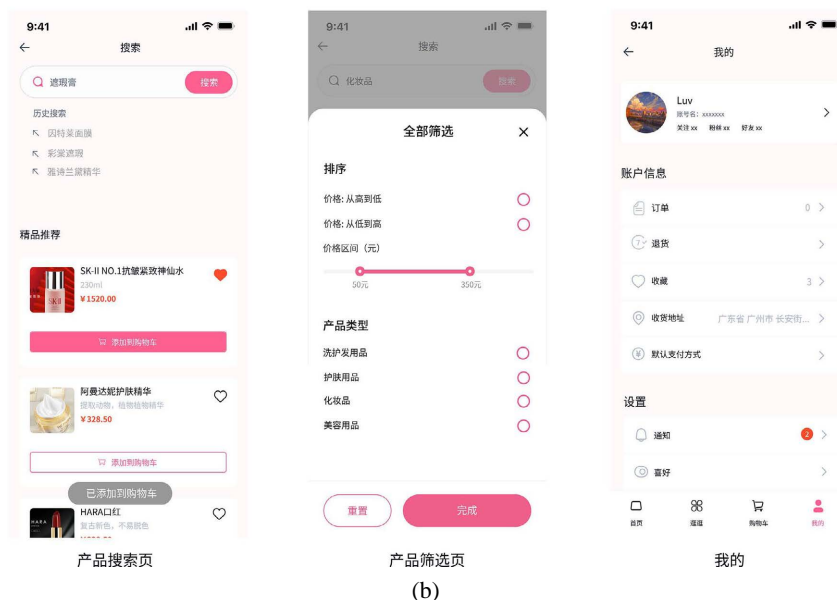 9:41
搜索
遮瑕膏
搜索
历史搜索
因特莱面膜
彩棠遮瑕
雅诗兰黛精华
精品推荐
SK-II NO.1抗皱紧致神仙水
230ml
¥1520.00
添加到购物车
阿曼达妮护肤精华
提取动物，植物植物精华
¥328.50
添加到购物车
已添加到购物车
HARA口红
复古新色，不易脱色
产品搜索页
9:41
搜索
化妆品
搜索
全部筛选
排序
价格: 从高到低
价格: 从低到高
价格区间（元）
50元
350元
产品类型
洗护发用品
护肤用品
化妆品
美容用品
重置
完成
产品筛选页
9:41
我的
Luv
账号名: xxxxxxx
关注 xx 粉丝 xx 好友 xx
账户信息
订单 0
退货
收藏 3
收货地址 广东省 广州市 长安街...
默认支付方式
设置
通知 2
喜好
首页
逛逛
购物车
我的
我的
(b)